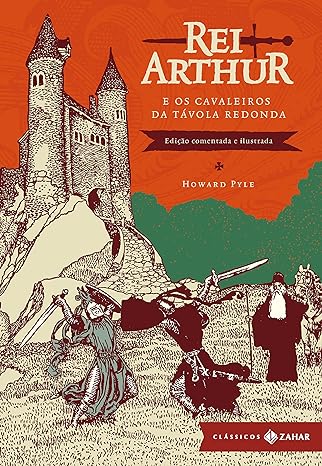 REI
ARTHUR
E OS CAVALEIROS
DA TÁVOLA REDONDA
Edição comentada e ilustrada
HOWARD PYLE
CLÁSSICOS ZAHAR